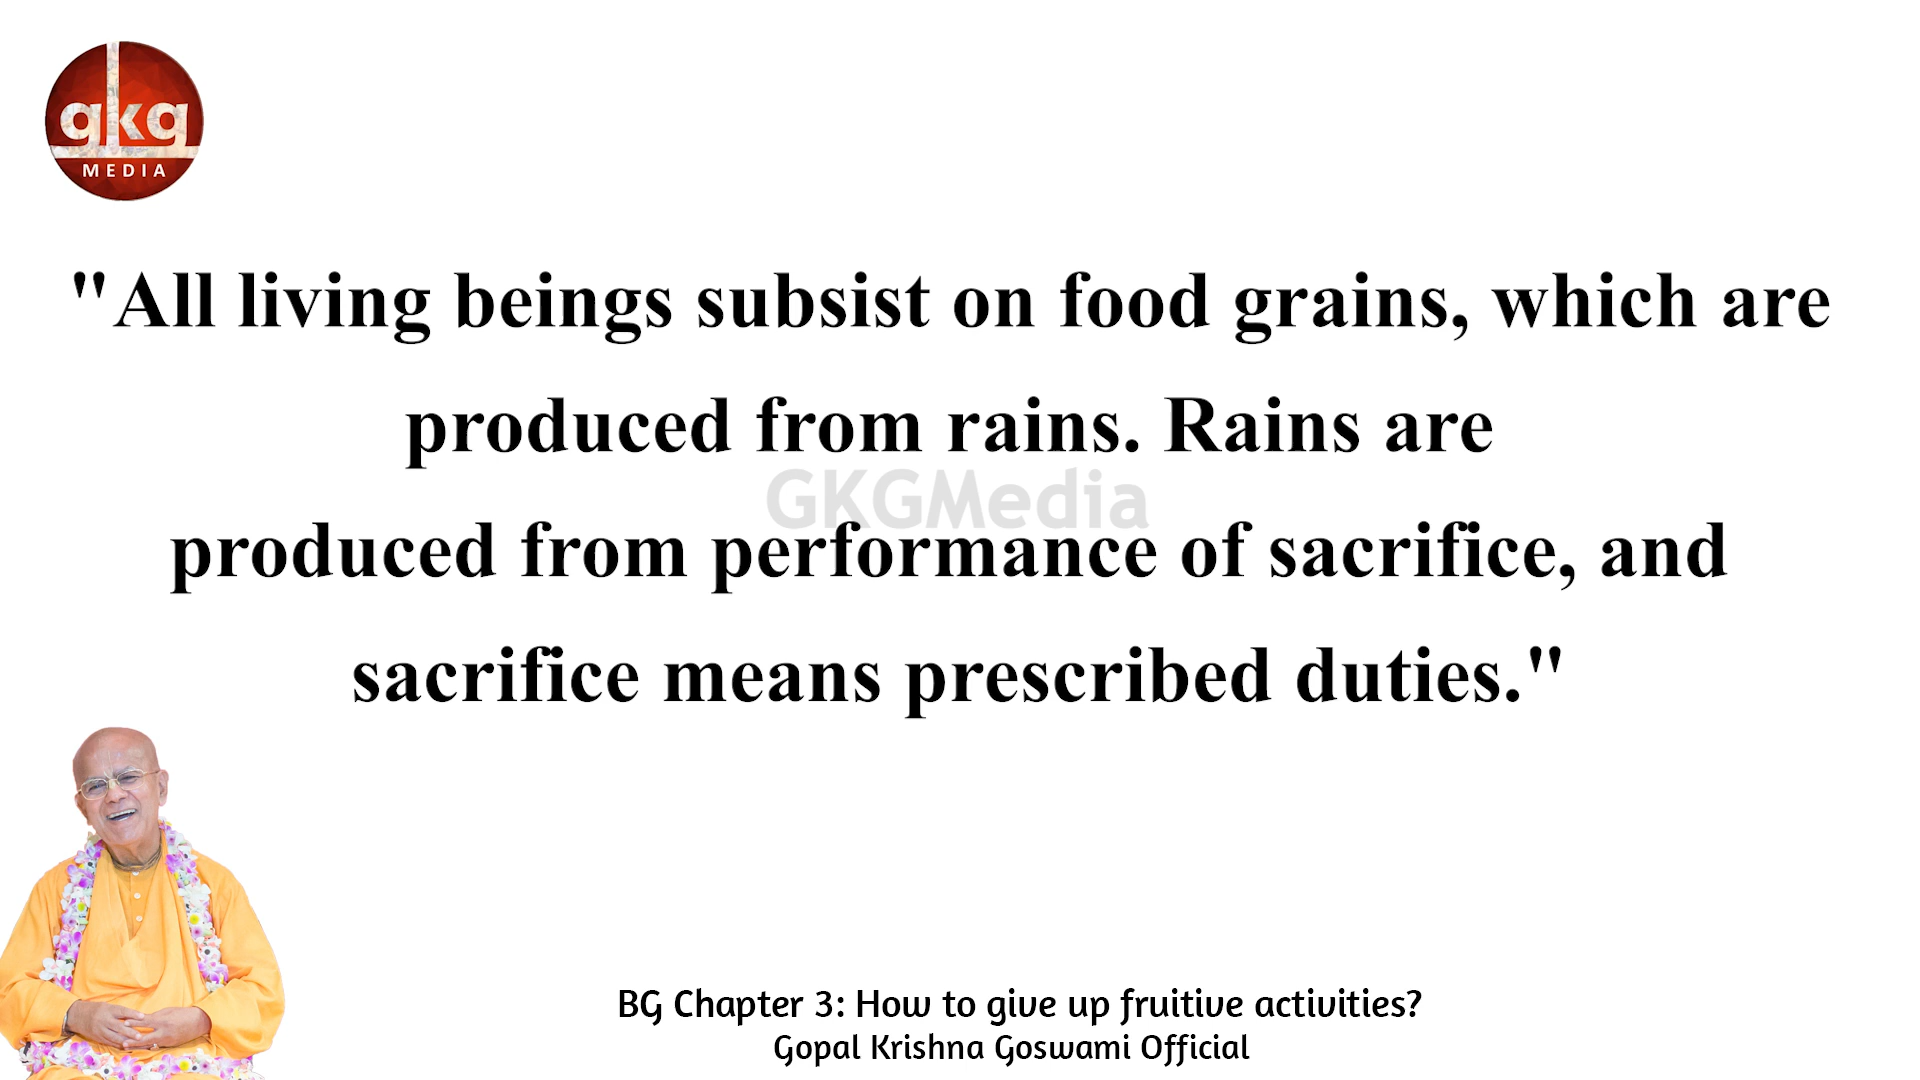 gkg
MEDIA
"All living beings subsist on food grains, which are
produced from rains. Rains are
GKGMedia
produced from performance of sacrifice, and
sacrifice means prescribed duties."
BG Chapter 3: How to give up fruitive activities?
Gopal Krishna Goswami Official